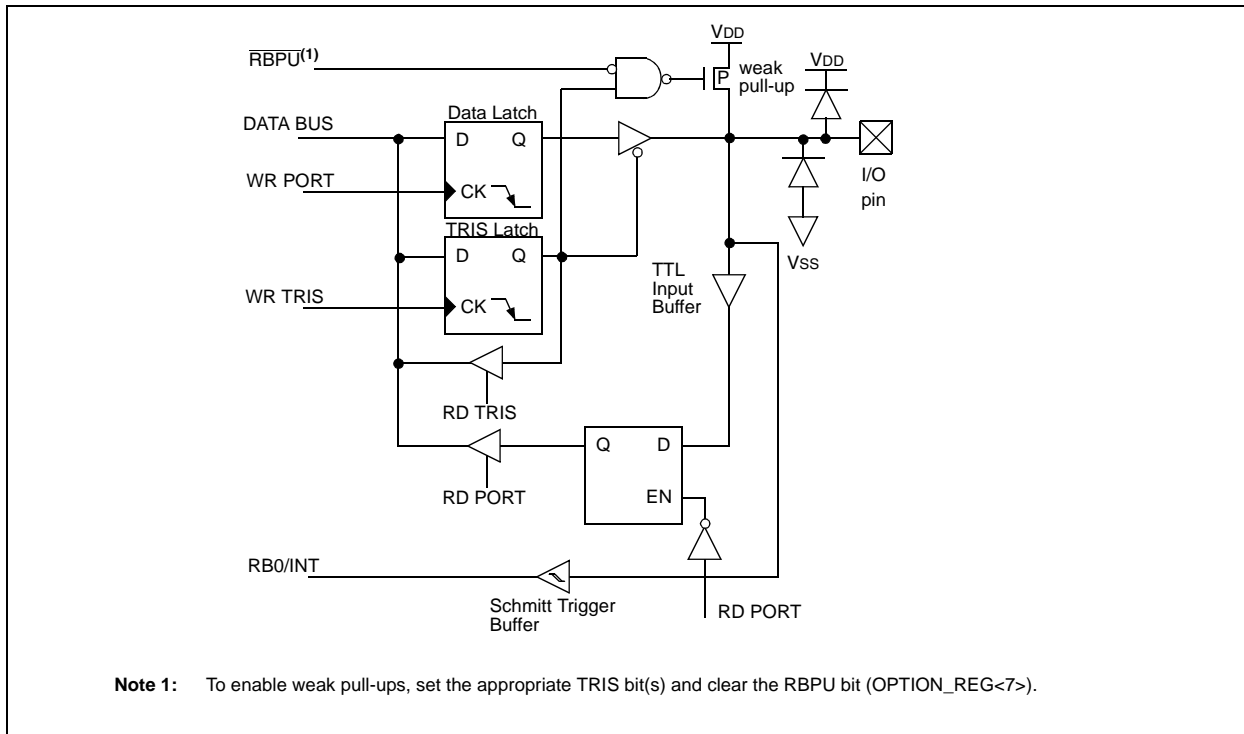 VDD
RBPU(1)
P
weak
pull-up
VDD
Data Latch
DATA BUS
D Q
WR PORT
CK
I/O
pin
TRIS Latch
D Q
VSS
TTL
Input
Buffer
WR TRIS
CK
RD TRIS
Q D
RD PORT
EN
RB0/INT
Schmitt Trigger
Buffer
RD PORT
Note 1: To enable weak pull-ups, set the appropriate TRIS bit(s) and clear the RBPU bit (OPTION_REG<7>).